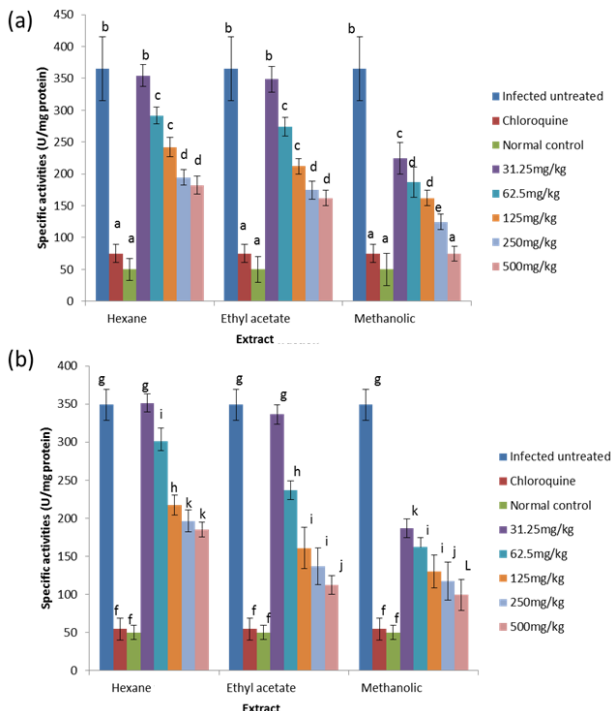 (a)
Specific activities (U/mg protein)
450
400
350
300
250
200
150
100
50
0
b a a b c c d d
b a a b c c d d
b a a c d d e a
Hexane Ethyl acetate Methanolic
Extract
Infected untreated
Chloroquine
Normal control
31.25mg/kg
62.5mg/kg
125mg/kg
250mg/kg
500mg/kg
(b)
Specific activities (U/mg protein)
400
350
300
250
200
150
100
50
0
g f f g i h k k
g f f g h i i j
g f f k i i j L
Hexane Ethyl acetate Methanolic
Extract
Infected untreated
Chloroquine
Normal control
31.25mg/kg
62.5mg/kg
125mg/kg
250mg/kg
500mg/kg